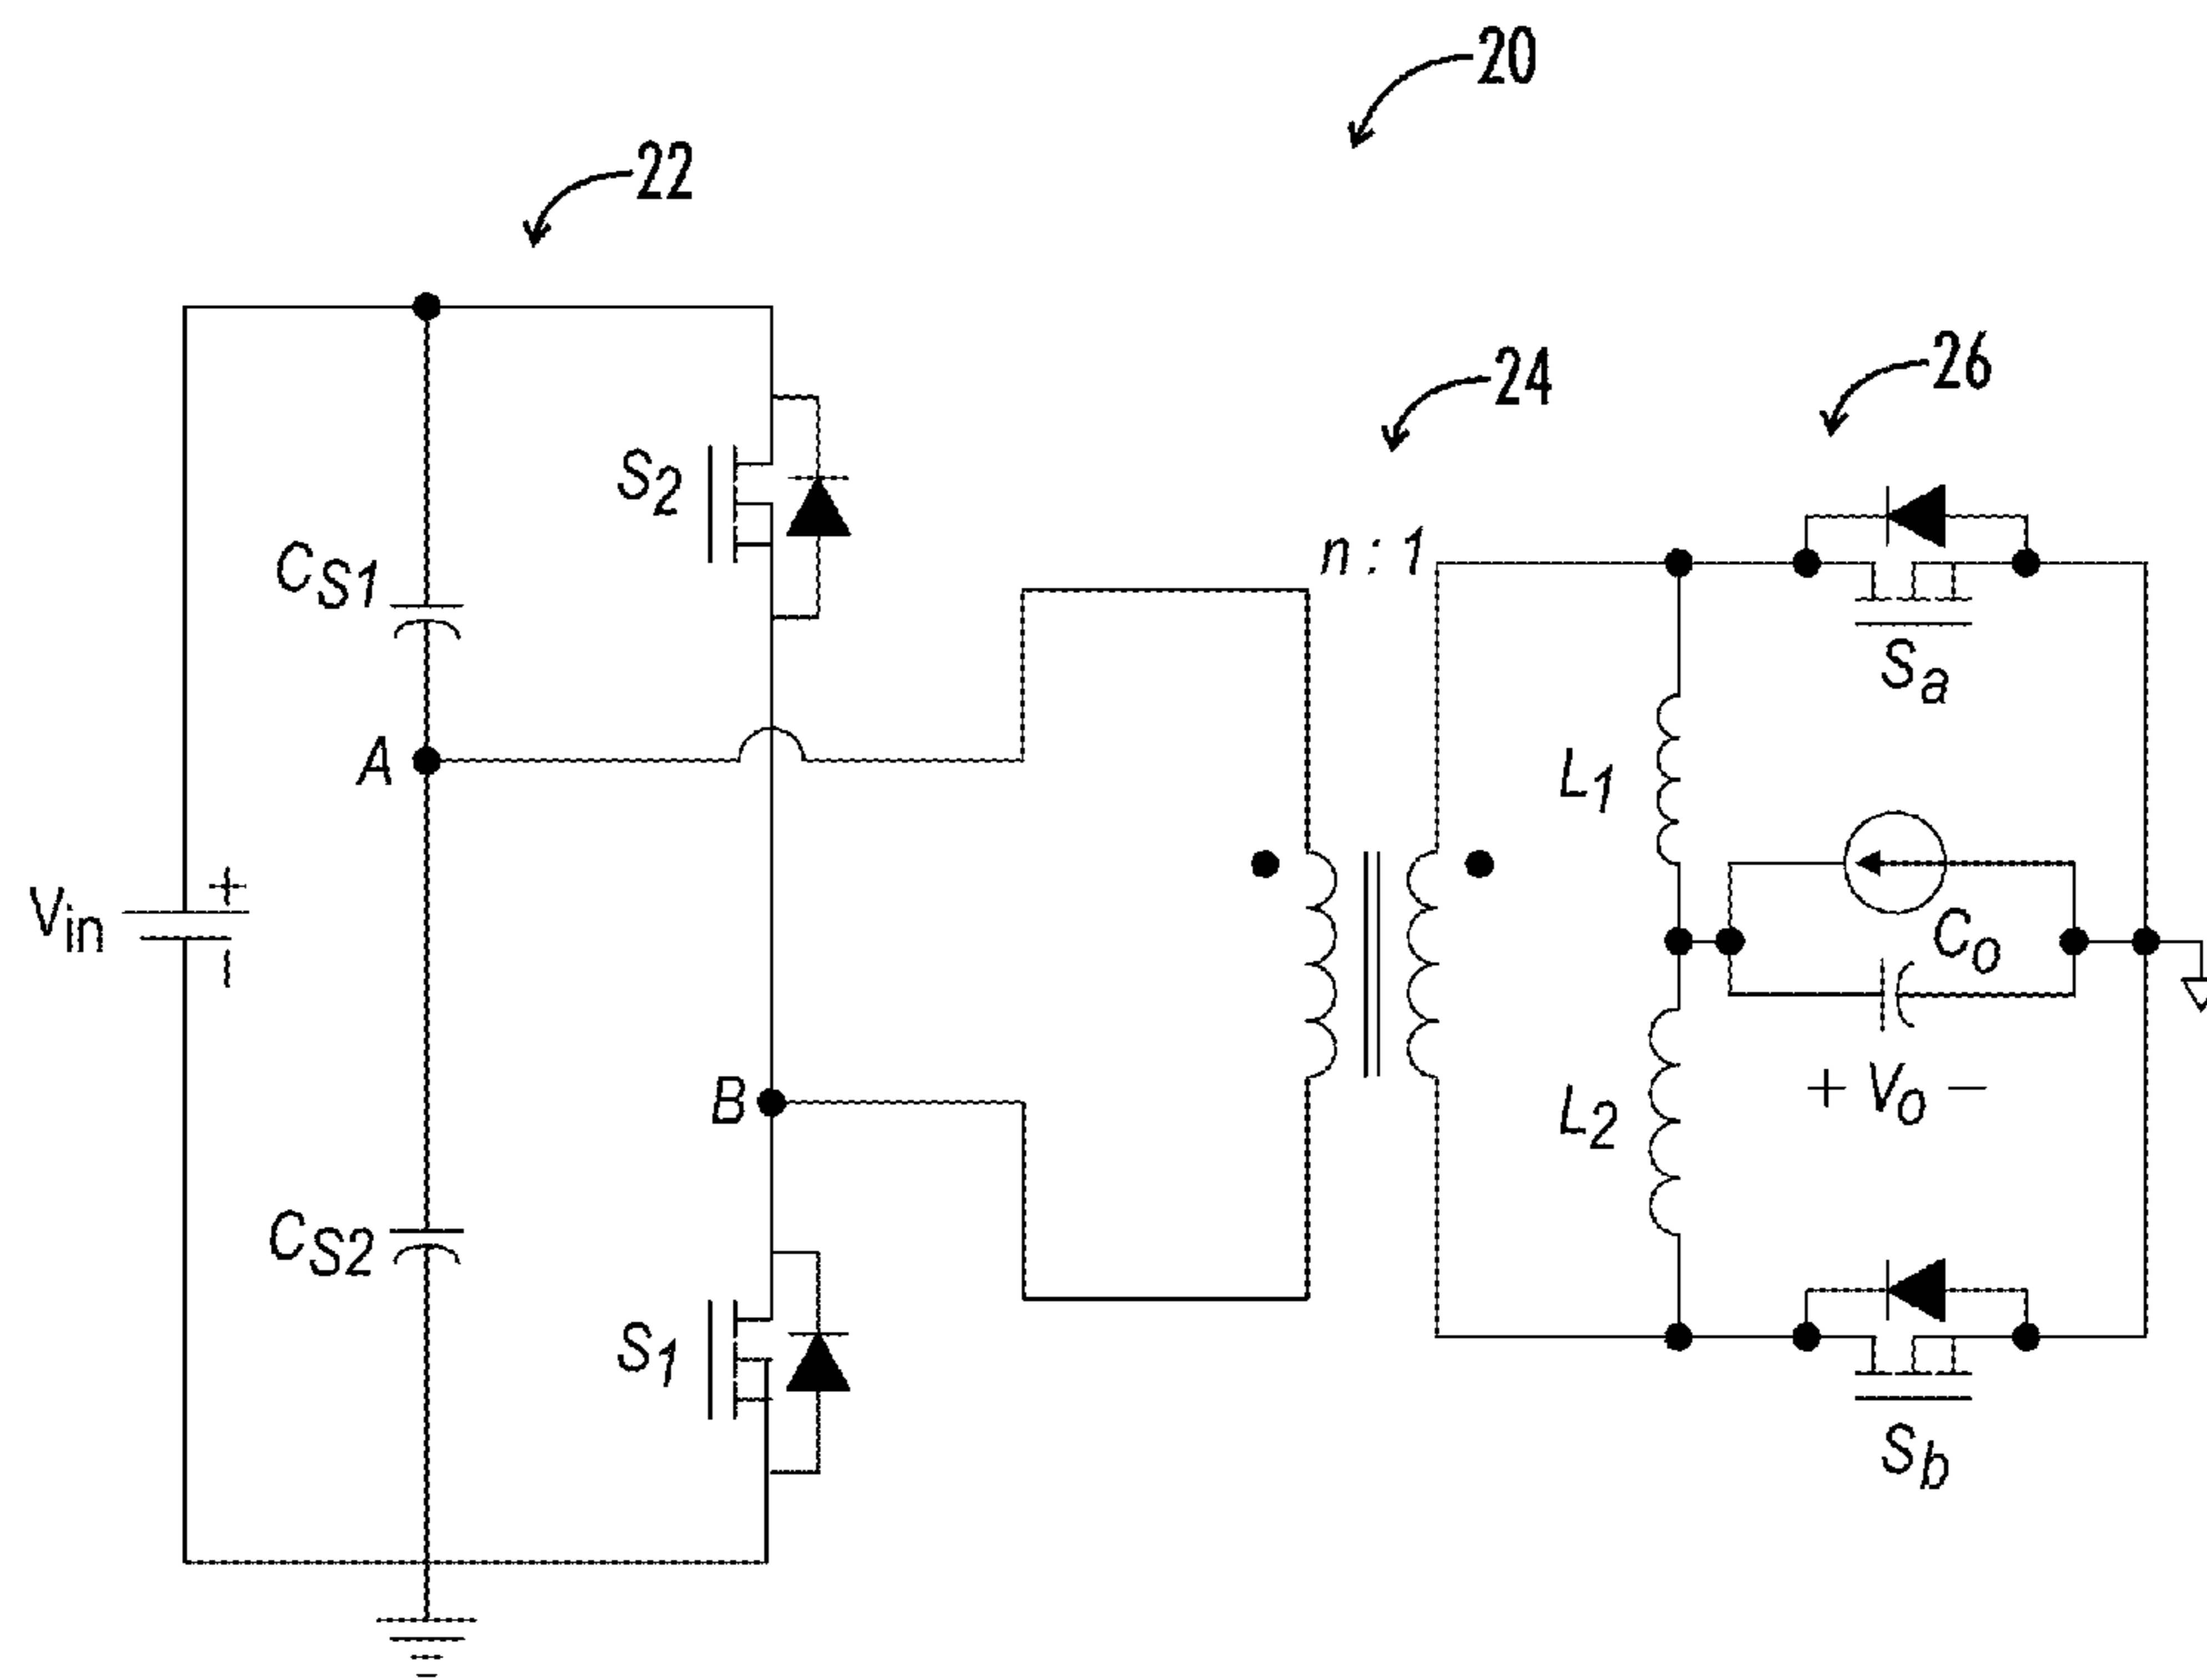 20
22
24
26
S2
CS1
n : 1
Sa
A
L1
Vin
+
−
Co
B
L2
+ Vo −
CS2
S1
Sb